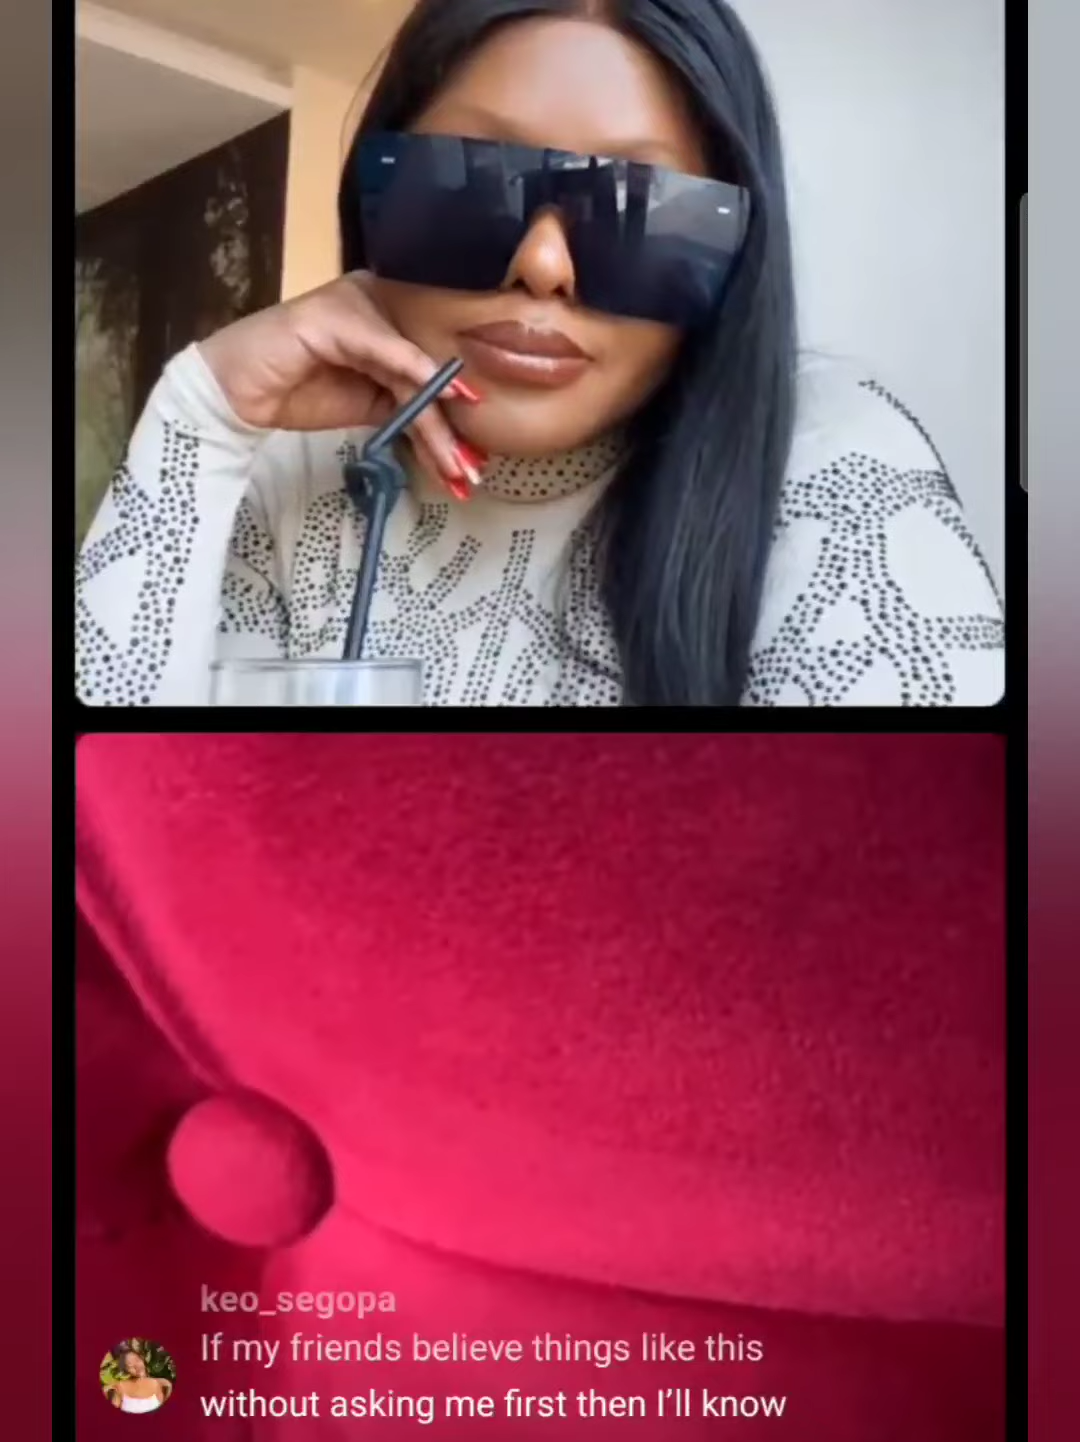 keo_segopa
If my friends believe things like this
without asking me first then I’ll know